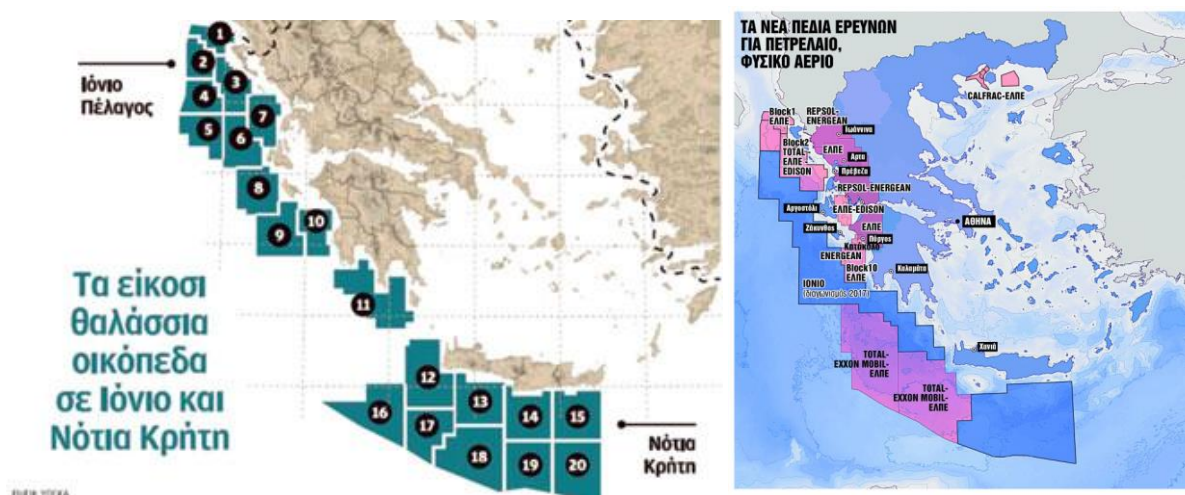 1
2
3
4
5
6
7
8
9
10
11
12
13
14
15
16
17
18
19
20
Ιόνιο
Πέλαγος
Τα είκοσι
θαλάσσια
οικόπεδα
σε Ιόνιο και
Νότια Κρήτη
Νότια
Κρήτη
ΤΑ ΝΕΑ ΠΕΔΙΑ ΕΡΕΥΝΩΝ
ΓΙΑ ΠΕΤΡΕΛΑΙΟ,
ΦΥΣΙΚΟ ΑΕΡΙΟ
CALFRAC-ΕΛΠΕ
Block1
ΕΛΠΕ
REPSOL-
ENERGEAN
Ιωάννινα
Block2
TOTAL-
ΕΛΠΕ-
EDISON
ΕΛΠΕ
Άρτα
Πρέβεζα
REPSOL-ENERGEAN
Αργοστόλι
ΕΛΠΕ-EDISON
ΑΘΗΝΑ
Ζάκυνθος
ΕΛΠΕ
Πύργος
Κατάκολο
ENERGEAN
Block10
ΕΛΠΕ
Καλαμάτα
ΙΟΝΙΟ
(διαγωνισμός 2017)
Χανιά
TOTAL-
EXXON MOBIL-
ΕΛΠΕ
TOTAL-
EXXON MOBIL-
ΕΛΠΕ